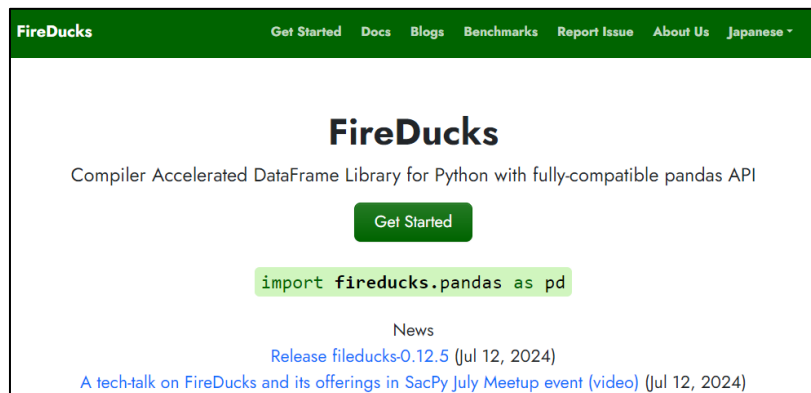 FireDucks Get Started Docs Blogs Benchmarks Report Issue About Us Japanese
FireDucks
Compiler Accelerated DataFrame Library for Python with fully-compatible pandas API
Get Started
import fireducks.pandas as pd
News
Release fileducks-0.12.5 (Jul 12, 2024)
A tech-talk on FireDucks and its offerings in SacPy July Meetup event (video) (Jul 12, 2024)